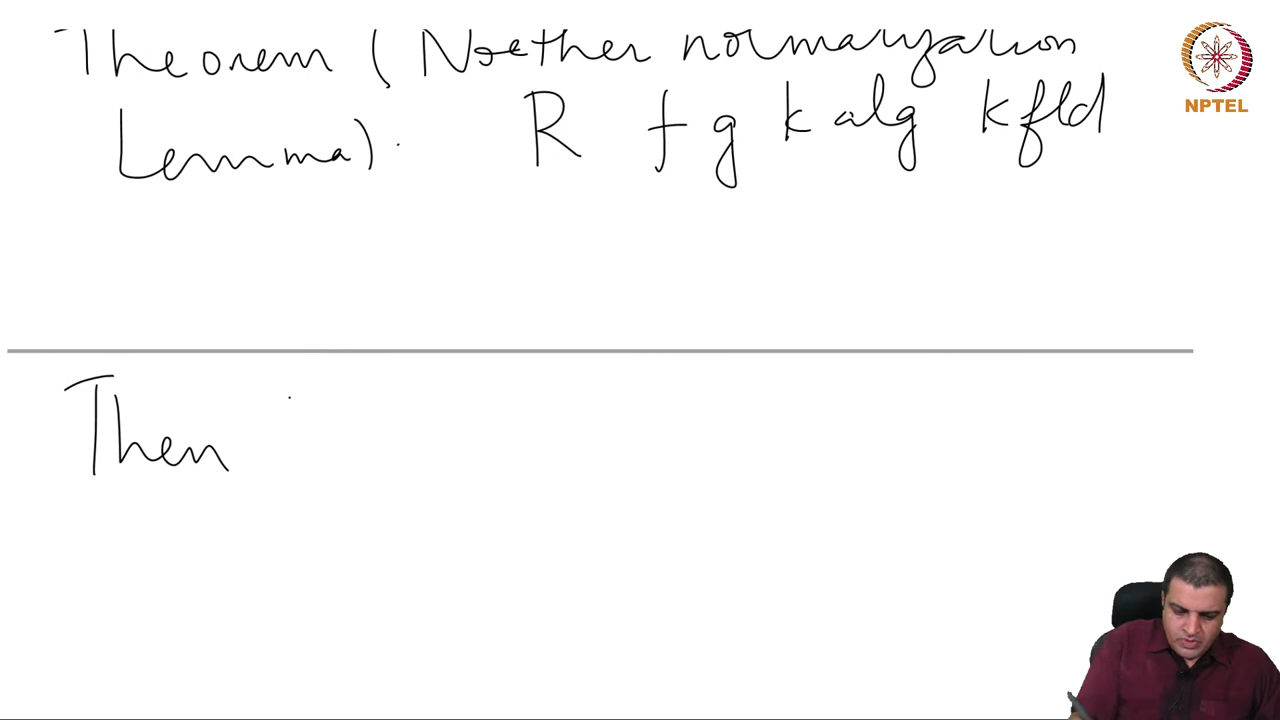 Theorem (Noether normalization
Lemma). R f g k alg k fld
Then
NPTEL